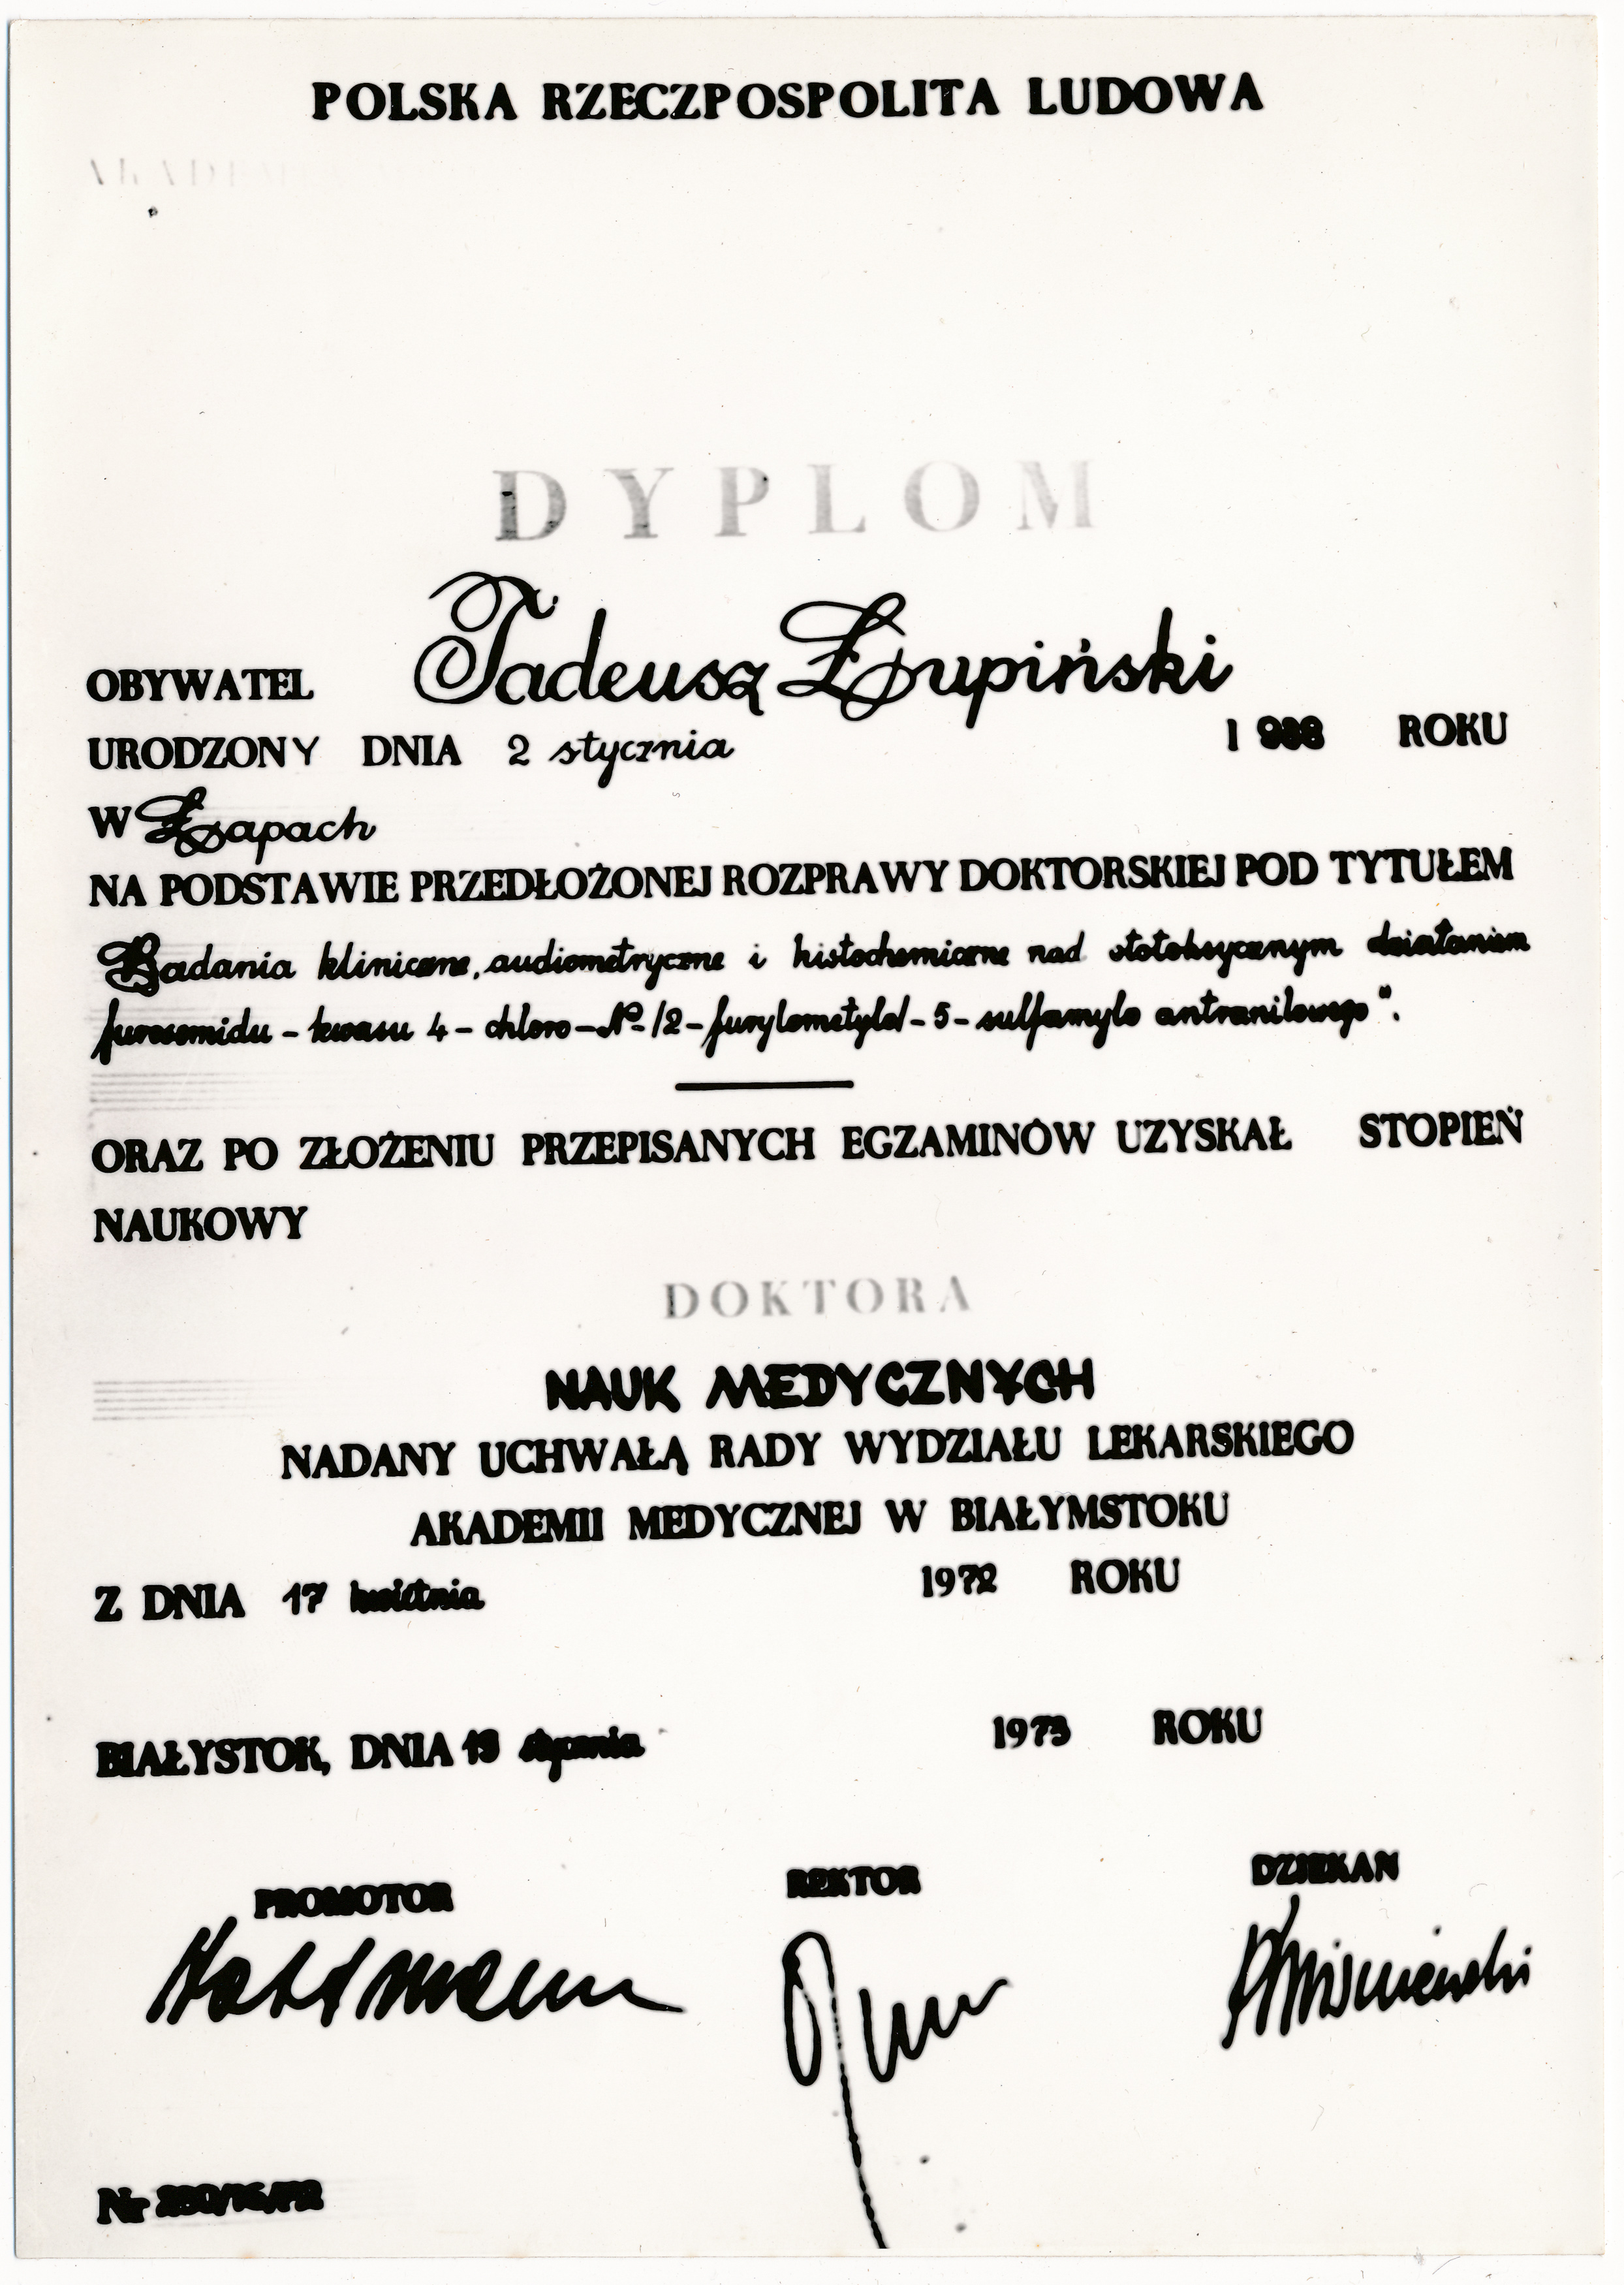 POLSKA RZECZPOSPOLITA LUDOWA
AKADEM
DYPLOM
OBYWATEL Tadeusz Łupiński
URODZONY DNIA 2 stycznia 1 ROKU
W Łapach
NA PODSTAWIE PRZEDŁOŻONEJ ROZPRAWY DOKTORSKIEJ POD TYTUŁEM
Badania kliniczne, audiometryczne i histochemiczne nad ototoksycznym działaniem
furosemidu – kwasu 4 – chloro – N – /2 – furylometylo/ – 5 – sulfamylo antranilowego".
ORAZ PO ZŁOŻENIU PRZEPISANYCH EGZAMINÓW UZYSKAŁ STOPIEŃ
NAUKOWY
DOKTORA
NAUK MEDYCZNYCH
NADANY UCHWAŁĄ RADY WYDZIAŁU LEKARSKIEGO
AKADEMII MEDYCZNEJ W BIAŁYMSTOKU
Z DNIA 17 kwietnia 1972 ROKU
BIAŁYSTOK, DNIA stycznia 1973 ROKU
PROMOTOR REKTOR DZIEKAN
Nr